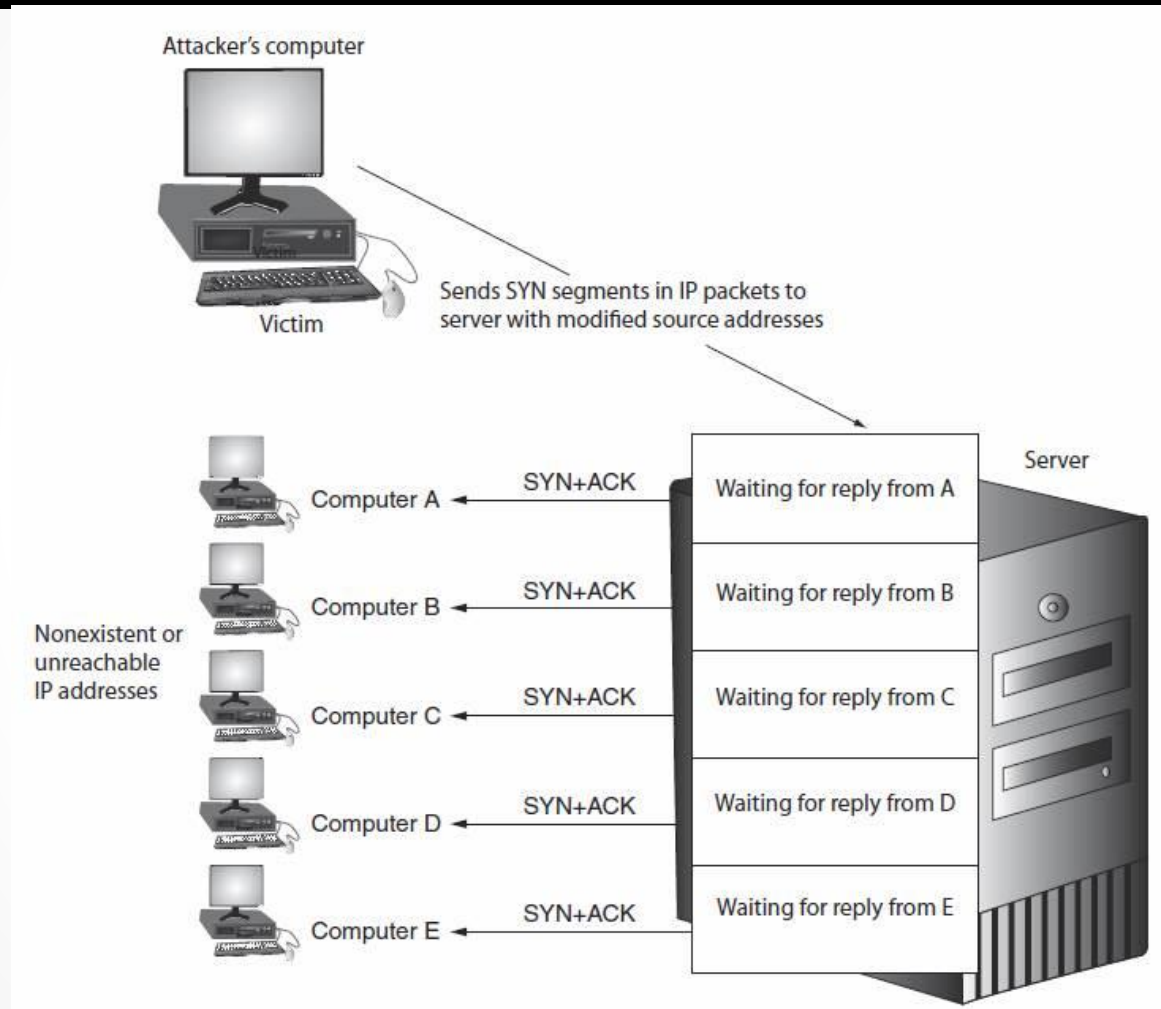 Attacker's computer
Victim
Victim
Sends SYN segments in IP packets to
server with modified source addresses
Server
SYN+ACK
Waiting for reply from A
Computer A
SYN+ACK
Waiting for reply from B
Computer B
Nonexistent or
unreachable
IP addresses
SYN+ACK
Waiting for reply from C
Computer C
SYN+ACK
Waiting for reply from D
Computer D
SYN+ACK
Waiting for reply from E
Computer E